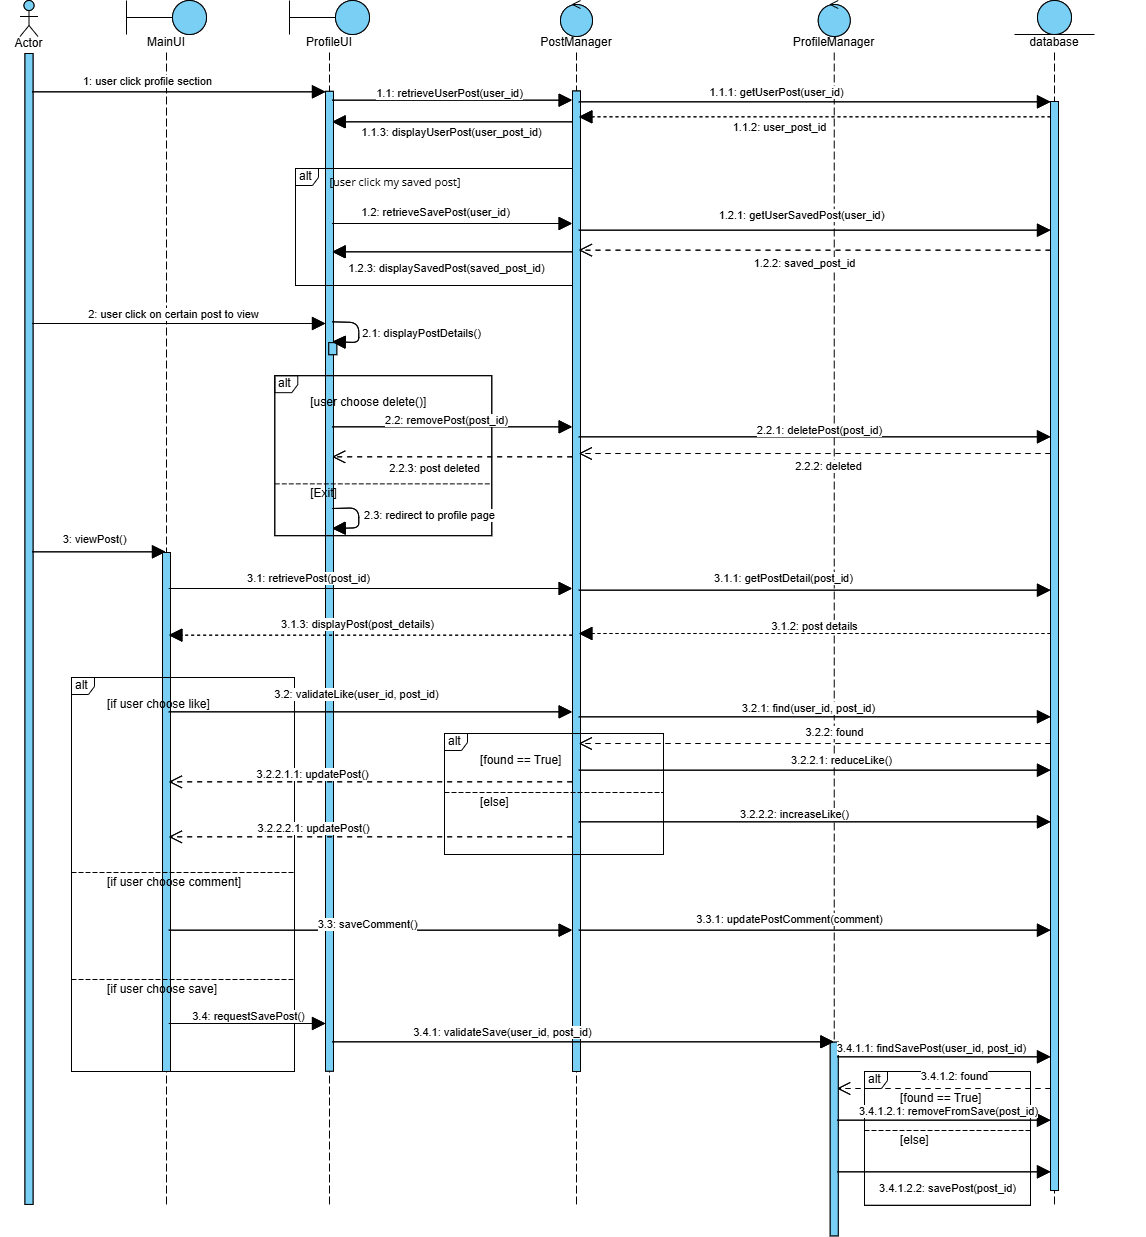 Actor
MainUI
ProfileUI
PostManager
ProfileManager
database
1: user click profile section
1.1: retrieveUserPost(user_id)
1.1.1: getUserPost(user_id)
1.1.2: user_post_id
1.1.3: displayUserPost(user_post_id)
alt
[user click my saved post]
1.2: retrieveSavePost(user_id)
1.2.1: getUserSavedPost(user_id)
1.2.2: saved_post_id
1.2.3: displaySavedPost(saved_post_id)
2: user click on certain post to view
2.1: displayPostDetails()
alt
[user choose delete()]
2.2: removePost(post_id)
2.2.1: deletePost(post_id)
2.2.2: deleted
2.2.3: post deleted
[Exit]
2.3: redirect to profile page
3: viewPost()
3.1: retrievePost(post_id)
3.1.1: getPostDetail(post_id)
3.1.3: displayPost(post_details)
3.1.2: post details
alt
[if user choose like]
3.2: validateLike(user_id, post_id)
3.2.1: find(user_id, post_id)
3.2.2: found
alt
[found == True]
3.2.2.1: reduceLike()
3.2.2.1.1: updatePost()
[else]
3.2.2.2: increaseLike()
3.2.2.2.1: updatePost()
[if user choose comment]
3.3: saveComment()
3.3.1: updatePostComment(comment)
[if user choose save]
3.4: requestSavePost()
3.4.1: validateSave(user_id, post_id)
3.4.1.1: findSavePost(user_id, post_id)
alt
3.4.1.2: found
[found == True]
3.4.1.2.1: removeFromSave(post_id)
[else]
3.4.1.2.2: savePost(post_id)